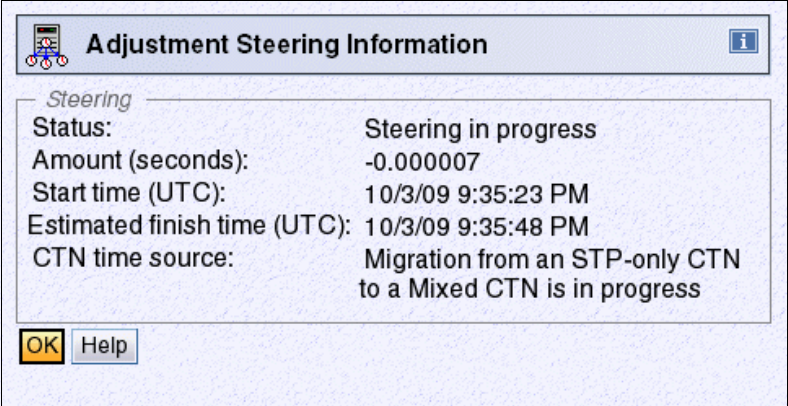 Adjustment Steering Information
i
Steering
Status: Steering in progress
Amount (seconds): -0.000007
Start time (UTC): 10/3/09 9:35:23 PM
Estimated finish time (UTC): 10/3/09 9:35:48 PM
CTN time source: Migration from an STP-only CTN
to a Mixed CTN is in progress
OK Help